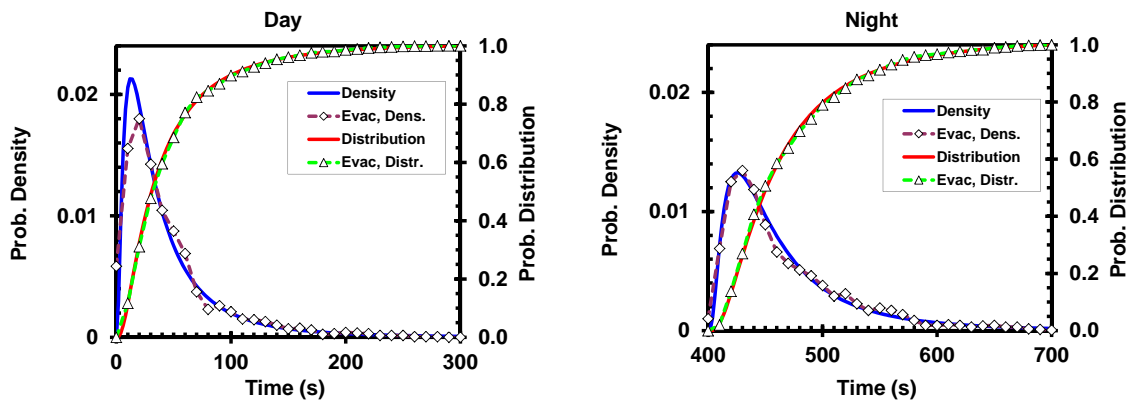 Day
Prob. Density
0.02
0.01
0
1.0
0.8
0.6
0.4
0.2
0.0
Prob. Distribution
Density
Evac, Dens.
Distribution
Evac, Distr.
0 100 200 300
Time (s)
Night
Prob. Density
0.02
0.01
0
1.0
0.8
0.6
0.4
0.2
0.0
Prob. Distribution
Density
Evac, Dens.
Distribution
Evac, Distr.
400 500 600 700
Time (s)